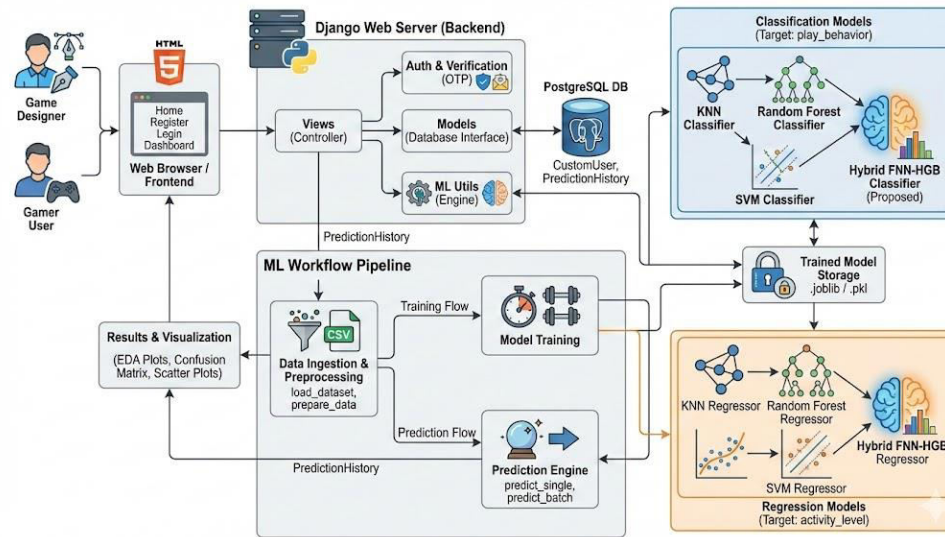 Game
Designer
Gamer
User
HTML
5
Home
Register
Login
Dashboard
Web Browser /
Frontend
Django Web Server (Backend)
Views
(Controller)
Auth & Verification
(OTP)
Models
(Database Interface)
ML Utils
(Engine)
PostgreSQL DB
CustomUser,
PredictionHistory
PredictionHistory
Classification Models
(Target: play_behavior)
KNN
Classifier
Random Forest
Classifier
SVM Classifier
Hybrid FNN-HGB
Classifier
(Proposed)
Trained Model
Storage
.joblib / .pkl
ML Workflow Pipeline
CSV
Data Ingestion &
Preprocessing
load_dataset,
prepare_data
Training Flow
Model Training
Prediction Flow
Prediction Engine
predict_single,
predict_batch
Results & Visualization
(EDA Plots, Confusion
Matrix, Scatter Plots)
PredictionHistory
KNN Regressor
Random Forest
Regressor
SVM Regressor
Hybrid FNN-HGB
Regressor
Regression Models
(Target: activity_level)